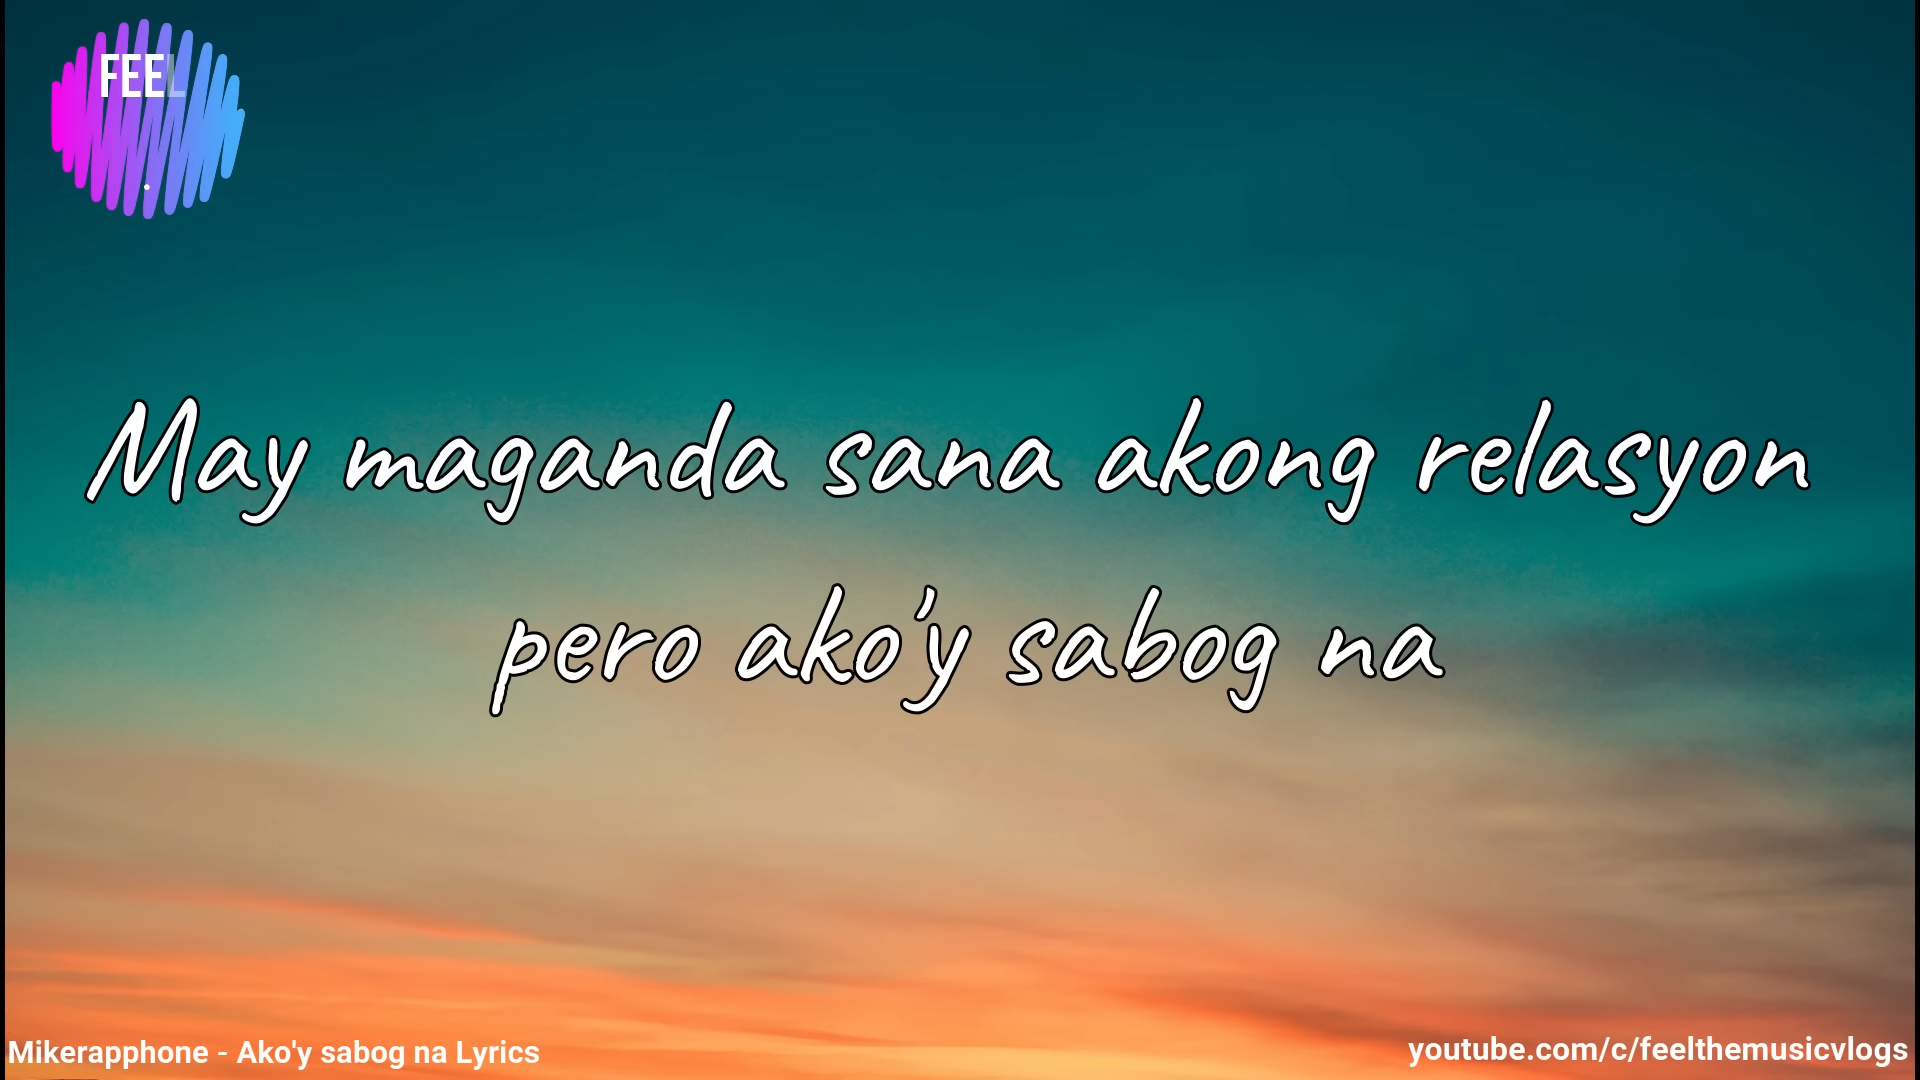 FEEL
May maganda sana akong relasyon
pero ako'y sabog na
Mikerapphone - Ako'y sabog na Lyrics
youtube.com/c/feelthemusicvlogs